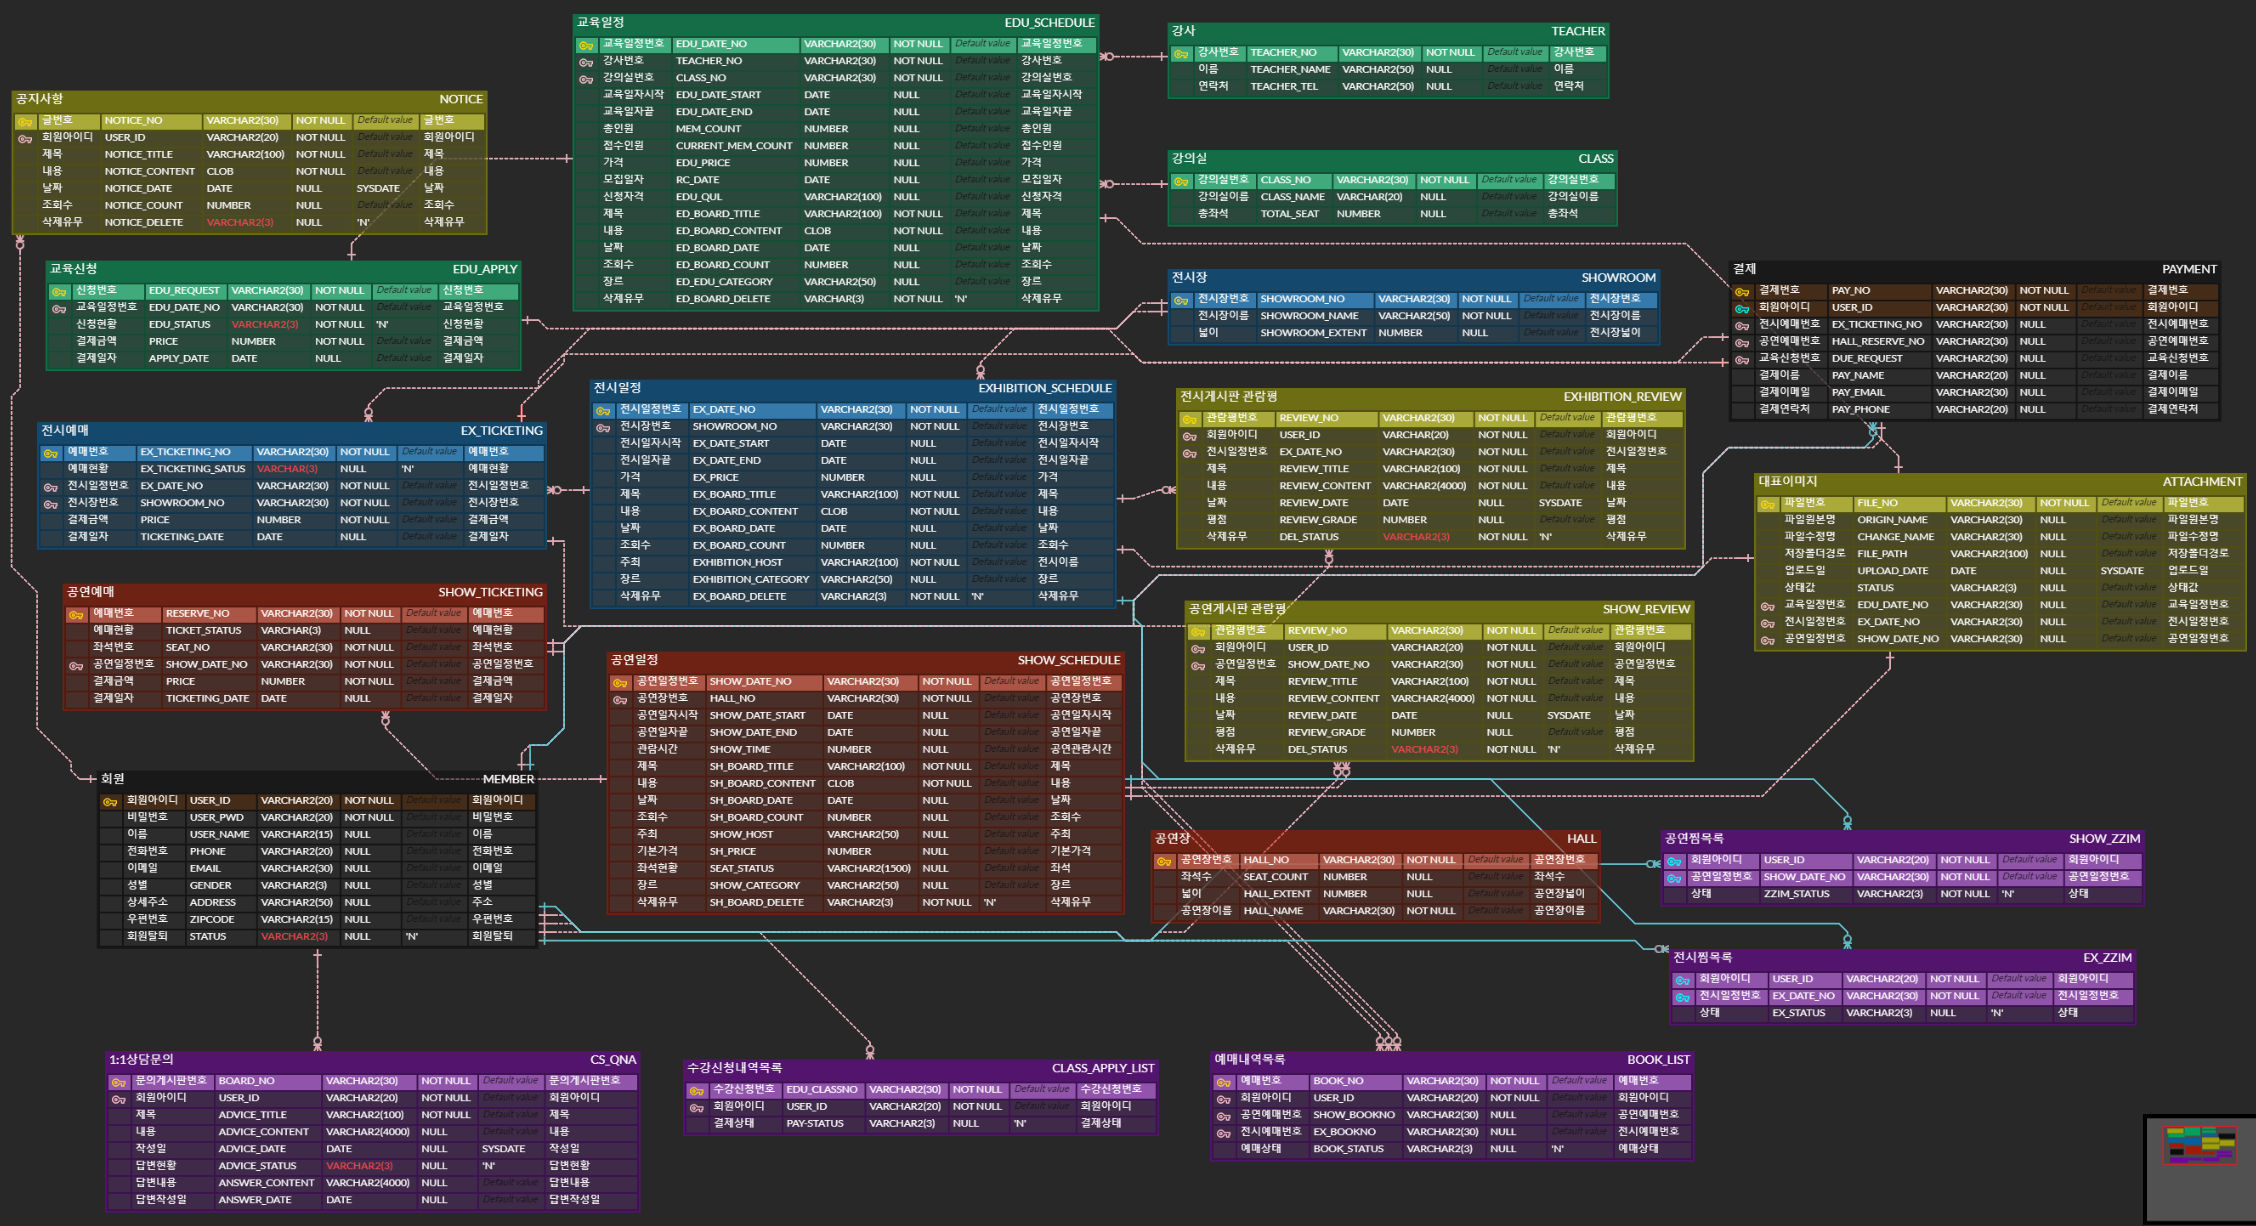 교육일정 EDU_SCHEDULE
교육일정번호 EDU_DATE_NO VARCHAR2(30) NOT NULL Default value 교육일정번호
강사번호 TEACHER_NO VARCHAR2(30) NOT NULL Default value 강사번호
강의실번호 CLASS_NO VARCHAR2(30) NOT NULL Default value 강의실번호
교육일자시작 EDU_DATE_START DATE NULL Default value 교육일자시작
교육일자끝 EDU_DATE_END DATE NULL Default value 교육일자끝
총인원 MEM_COUNT NUMBER NULL Default value 총인원
접수인원 CURRENT_MEM_COUNT NUMBER NULL Default value 접수인원
가격 EDU_PRICE NUMBER NULL Default value 가격
모집일자 RC_DATE DATE NULL Default value 모집일자
신청자격 EDU_QUL VARCHAR2(100) NULL Default value 신청자격
제목 ED_BOARD_TITLE VARCHAR2(100) NOT NULL Default value 제목
내용 ED_BOARD_CONTENT CLOB NOT NULL Default value 내용
날짜 ED_BOARD_DATE DATE NULL Default value 날짜
조회수 ED_BOARD_COUNT NUMBER NULL Default value 조회수
장르 ED_EDU_CATEGORY VARCHAR2(50) NULL Default value 장르
삭제유무 ED_BOARD_DELETE VARCHAR(3) NOT NULL 'N' 삭제유무
강사 TEACHER
강사번호 TEACHER_NO VARCHAR2(30) NOT NULL Default value 강사번호
이름 TEACHER_NAME VARCHAR2(50) NULL Default value 이름
연락처 TEACHER_TEL VARCHAR2(50) NULL Default value 연락처
공지사항 NOTICE
글번호 NOTICE_NO VARCHAR2(30) NOT NULL Default value 글번호
회원아이디 USER_ID VARCHAR2(20) NOT NULL Default value 회원아이디
제목 NOTICE_TITLE VARCHAR2(100) NOT NULL Default value 제목
내용 NOTICE_CONTENT CLOB NOT NULL Default value 내용
날짜 NOTICE_DATE DATE NULL SYSDATE 날짜
조회수 NOTICE_COUNT NUMBER NULL Default value 조회수
삭제유무 NOTICE_DELETE VARCHAR2(3) NULL 'N' 삭제유무
강의실 CLASS
강의실번호 CLASS_NO VARCHAR2(30) NOT NULL Default value 강의실번호
강의실이름 CLASS_NAME VARCHAR(20) NULL Default value 강의실이름
총좌석 TOTAL_SEAT NUMBER NULL Default value 총좌석
교육신청 EDU_APPLY
신청번호 EDU_REQUEST VARCHAR2(30) NOT NULL Default value 신청번호
교육일정번호 EDU_DATE_NO VARCHAR2(30) NOT NULL Default value 교육일정번호
신청현황 EDU_STATUS VARCHAR2(3) NOT NULL 'N' 신청현황
결제금액 PRICE NUMBER NOT NULL Default value 결제금액
결제일자 APPLY_DATE DATE NULL Default value 결제일자
전시장 SHOWROOM
전시장번호 SHOWROOM_NO VARCHAR2(30) NOT NULL Default value 전시장번호
전시장이름 SHOWROOM_NAME VARCHAR2(50) NOT NULL Default value 전시장이름
넓이 SHOWROOM_EXTENT NUMBER NULL Default value 전시장넓이
결제 PAYMENT
결제번호 PAY_NO VARCHAR2(30) NOT NULL Default value 결제번호
회원아이디 USER_ID VARCHAR2(30) NOT NULL Default value 회원아이디
전시예매번호 EX_TICKETING_NO VARCHAR2(30) NULL Default value 전시예매번호
공연예매번호 HALL_RESERVE_NO VARCHAR2(30) NULL Default value 공연예매번호
교육신청번호 DUE_REQUEST VARCHAR2(30) NULL Default value 교육신청번호
결제이름 PAY_NAME VARCHAR2(20) NULL Default value 결제이름
결제이메일 PAY_EMAIL VARCHAR2(30) NULL Default value 결제이메일
결제연락처 PAY_PHONE VARCHAR2(20) NULL Default value 결제연락처
전시일정 EXHIBITION_SCHEDULE
전시일정번호 EX_DATE_NO VARCHAR2(30) NOT NULL Default value 전시일정번호
전시장번호 SHOWROOM_NO VARCHAR2(30) NOT NULL Default value 전시장번호
전시일자시작 EX_DATE_START DATE NULL Default value 전시일자시작
전시일자끝 EX_DATE_END DATE NULL Default value 전시일자끝
가격 EX_PRICE NUMBER NULL Default value 가격
제목 EX_BOARD_TITLE VARCHAR2(100) NOT NULL Default value 제목
내용 EX_BOARD_CONTENT CLOB NOT NULL Default value 내용
날짜 EX_BOARD_DATE DATE NULL Default value 날짜
조회수 EX_BOARD_COUNT NUMBER NULL Default value 조회수
주최 EXHIBITION_HOST VARCHAR2(100) NULL Default value 전시이름
장르 EXHIBITION_CATEGORY VARCHAR2(50) NULL Default value 장르
삭제유무 EX_BOARD_DELETE VARCHAR2(3) NOT NULL 'N' 삭제유무
전시게시판 관람평 EXHIBITION_REVIEW
관람평번호 REVIEW_NO VARCHAR2(30) NOT NULL Default value 관람평번호
회원아이디 USER_ID VARCHAR(20) NOT NULL Default value 회원아이디
전시일정번호 EX_DATE_NO VARCHAR2(30) NOT NULL Default value 전시일정번호
제목 REVIEW_TITLE VARCHAR2(100) NOT NULL Default value 제목
내용 REVIEW_CONTENT VARCHAR2(4000) NOT NULL Default value 내용
날짜 REVIEW_DATE DATE NULL SYSDATE 날짜
평점 REVIEW_GRADE NUMBER NULL Default value 평점
삭제유무 DEL_STATUS VARCHAR2(3) NOT NULL 'N' 삭제유무
전시예매 EX_TICKETING
예매번호 EX_TICKETING_NO VARCHAR2(30) NOT NULL Default value 예매번호
예매현황 EX_TICKETING_SATUS VARCHAR(3) NULL 'N' 예매현황
전시일정번호 EX_DATE_NO VARCHAR2(30) NOT NULL Default value 전시일정번호
전시장번호 SHOWROOM_NO VARCHAR2(30) NOT NULL Default value 전시장번호
결제금액 PRICE NUMBER NOT NULL Default value 결제금액
결제일자 TICKETING_DATE DATE NULL Default value 결제일자
대표이미지 ATTACHMENT
파일번호 FILE_NO VARCHAR2(30) NOT NULL Default value 파일번호
파일원본명 ORIGIN_NAME VARCHAR2(30) NULL Default value 파일원본명
파일수정명 CHANGE_NAME VARCHAR2(30) NULL Default value 파일수정명
저장폴더경로 FILE_PATH VARCHAR2(100) NULL Default value 저장폴더경로
업로드일 UPLOAD_DATE DATE NULL SYSDATE 업로드일
상태값 STATUS VARCHAR2(3) NULL Default value 상태값
교육일정번호 EDU_DATE_NO VARCHAR2(30) NULL Default value 교육일정번호
전시일정번호 EX_DATE_NO VARCHAR2(30) NULL Default value 전시일정번호
공연일정번호 SHOW_DATE_NO VARCHAR2(30) NULL Default value 공연일정번호
공연예매 SHOW_TICKETING
예매번호 RESERVE_NO VARCHAR2(30) NOT NULL Default value 예매번호
예매현황 TICKET_STATUS VARCHAR(3) NULL Default value 예매현황
좌석번호 SEAT_NO VARCHAR2(30) NOT NULL Default value 좌석번호
공연일정번호 SHOW_DATE_NO VARCHAR2(30) NOT NULL Default value 공연일정번호
결제금액 PRICE NUMBER NOT NULL Default value 결제금액
결제일자 TICKETING_DATE DATE NULL Default value 결제일자
공연게시판 관람평 SHOW_REVIEW
관람평번호 REVIEW_NO VARCHAR2(30) NOT NULL Default value 관람평번호
회원아이디 USER_ID VARCHAR2(20) NOT NULL Default value 회원아이디
공연일정번호 SHOW_DATE_NO VARCHAR2(30) NOT NULL Default value 공연일정번호
제목 REVIEW_TITLE VARCHAR2(100) NOT NULL Default value 제목
내용 REVIEW_CONTENT VARCHAR2(4000) NOT NULL Default value 내용
날짜 REVIEW_DATE DATE NULL SYSDATE 날짜
평점 REVIEW_GRADE NUMBER NULL Default value 평점
삭제유무 DEL_STATUS VARCHAR2(3) NOT NULL 'N' 삭제유무
공연일정 SHOW_SCHEDULE
공연일정번호 SHOW_DATE_NO VARCHAR2(30) NOT NULL Default value 공연일정번호
공연장번호 HALL_NO VARCHAR2(30) NOT NULL Default value 공연장번호
공연일자시작 SHOW_DATE_START DATE NULL Default value 공연일자시작
공연일자끝 SHOW_DATE_END DATE NULL Default value 공연일자끝
관람시간 SHOW_TIME NUMBER NULL Default value 공연관람시간
제목 SH_BOARD_TITLE VARCHAR2(100) NOT NULL Default value 제목
내용 SH_BOARD_CONTENT CLOB NOT NULL Default value 내용
날짜 SH_BOARD_DATE DATE NULL Default value 날짜
조회수 SH_BOARD_COUNT NUMBER NULL Default value 조회수
주최 SHOW_HOST VARCHAR2(50) NULL Default value 주최
기본가격 SH_PRICE NUMBER NULL Default value 기본가격
좌석현황 SEAT_STATUS VARCHAR2(1500) NULL Default value 좌석
장르 SHOW_CATEGORY VARCHAR2(50) NULL Default value 장르
삭제유무 SH_BOARD_DELETE VARCHAR2(3) NOT NULL 'N' 삭제유무
회원 MEMBER
회원아이디 USER_ID VARCHAR2(20) NOT NULL Default value 회원아이디
비밀번호 USER_PWD VARCHAR2(20) NOT NULL Default value 비밀번호
이름 USER_NAME VARCHAR2(15) NULL Default value 이름
전화번호 PHONE VARCHAR2(20) NULL Default value 전화번호
이메일 EMAIL VARCHAR2(30) NULL Default value 이메일
성별 GENDER VARCHAR2(3) NULL Default value 성별
상세주소 ADDRESS VARCHAR2(50) NULL Default value 주소
우편번호 ZIPCODE VARCHAR2(15) NULL Default value 우편번호
회원탈퇴 STATUS VARCHAR2(3) NULL 'N' 회원탈퇴
공연장 HALL
공연장번호 HALL_NO VARCHAR2(30) NOT NULL Default value 공연장번호
좌석수 SEAT_COUNT NUMBER NULL Default value 좌석수
넓이 HALL_EXTENT NUMBER NULL Default value 공연장넓이
공연장이름 HALL_NAME VARCHAR2(30) NOT NULL Default value 공연장이름
공연찜목록 SHOW_ZZIM
회원아이디 USER_ID VARCHAR2(20) NOT NULL Default value 회원아이디
공연일정번호 SHOW_DATE_NO VARCHAR2(30) NOT NULL Default value 공연일정번호
상태 ZZIM_STATUS VARCHAR2(3) NOT NULL 'N' 상태
전시찜목록 EX_ZZIM
회원아이디 USER_ID VARCHAR2(20) NOT NULL Default value 회원아이디
전시일정번호 EX_DATE_NO VARCHAR2(30) NOT NULL Default value 전시일정번호
상태 EX_STATUS VARCHAR2(3) NULL 'N' 상태
1:1상담문의 CS_QNA
문의게시판번호 BOARD_NO VARCHAR2(30) NOT NULL Default value 문의게시판번호
회원아이디 USER_ID VARCHAR2(20) NOT NULL Default value 회원아이디
제목 ADVICE_TITLE VARCHAR2(100) NOT NULL Default value 제목
내용 ADVICE_CONTENT VARCHAR2(4000) NULL Default value 내용
작성일 ADVICE_DATE DATE NULL SYSDATE 작성일
답변현황 ADVICE_STATUS VARCHAR2(3) NULL 'N' 답변현황
답변내용 ANSWER_CONTENT VARCHAR2(4000) NULL Default value 답변내용
답변작성일 ANSWER_DATE DATE NULL Default value 답변작성일
수강신청내역목록 CLASS_APPLY_LIST
수강신청번호 EDU_CLASSNO VARCHAR2(30) NOT NULL Default value 수강신청번호
회원아이디 USER_ID VARCHAR2(20) NOT NULL Default value 회원아이디
결제상태 PAY-STATUS VARCHAR2(3) NULL 'N' 결제상태
예매내역목록 BOOK_LIST
예매번호 BOOK_NO VARCHAR2(30) NOT NULL Default value 예매번호
회원아이디 USER_ID VARCHAR2(20) NOT NULL Default value 회원아이디
공연예매번호 SHOW_BOOKNO VARCHAR2(30) NULL Default value 공연예매번호
전시예매번호 EX_BOOKNO VARCHAR2(30) NULL Default value 전시예매번호
예매상태 BOOK_STATUS VARCHAR2(3) NULL 'N' 예매상태